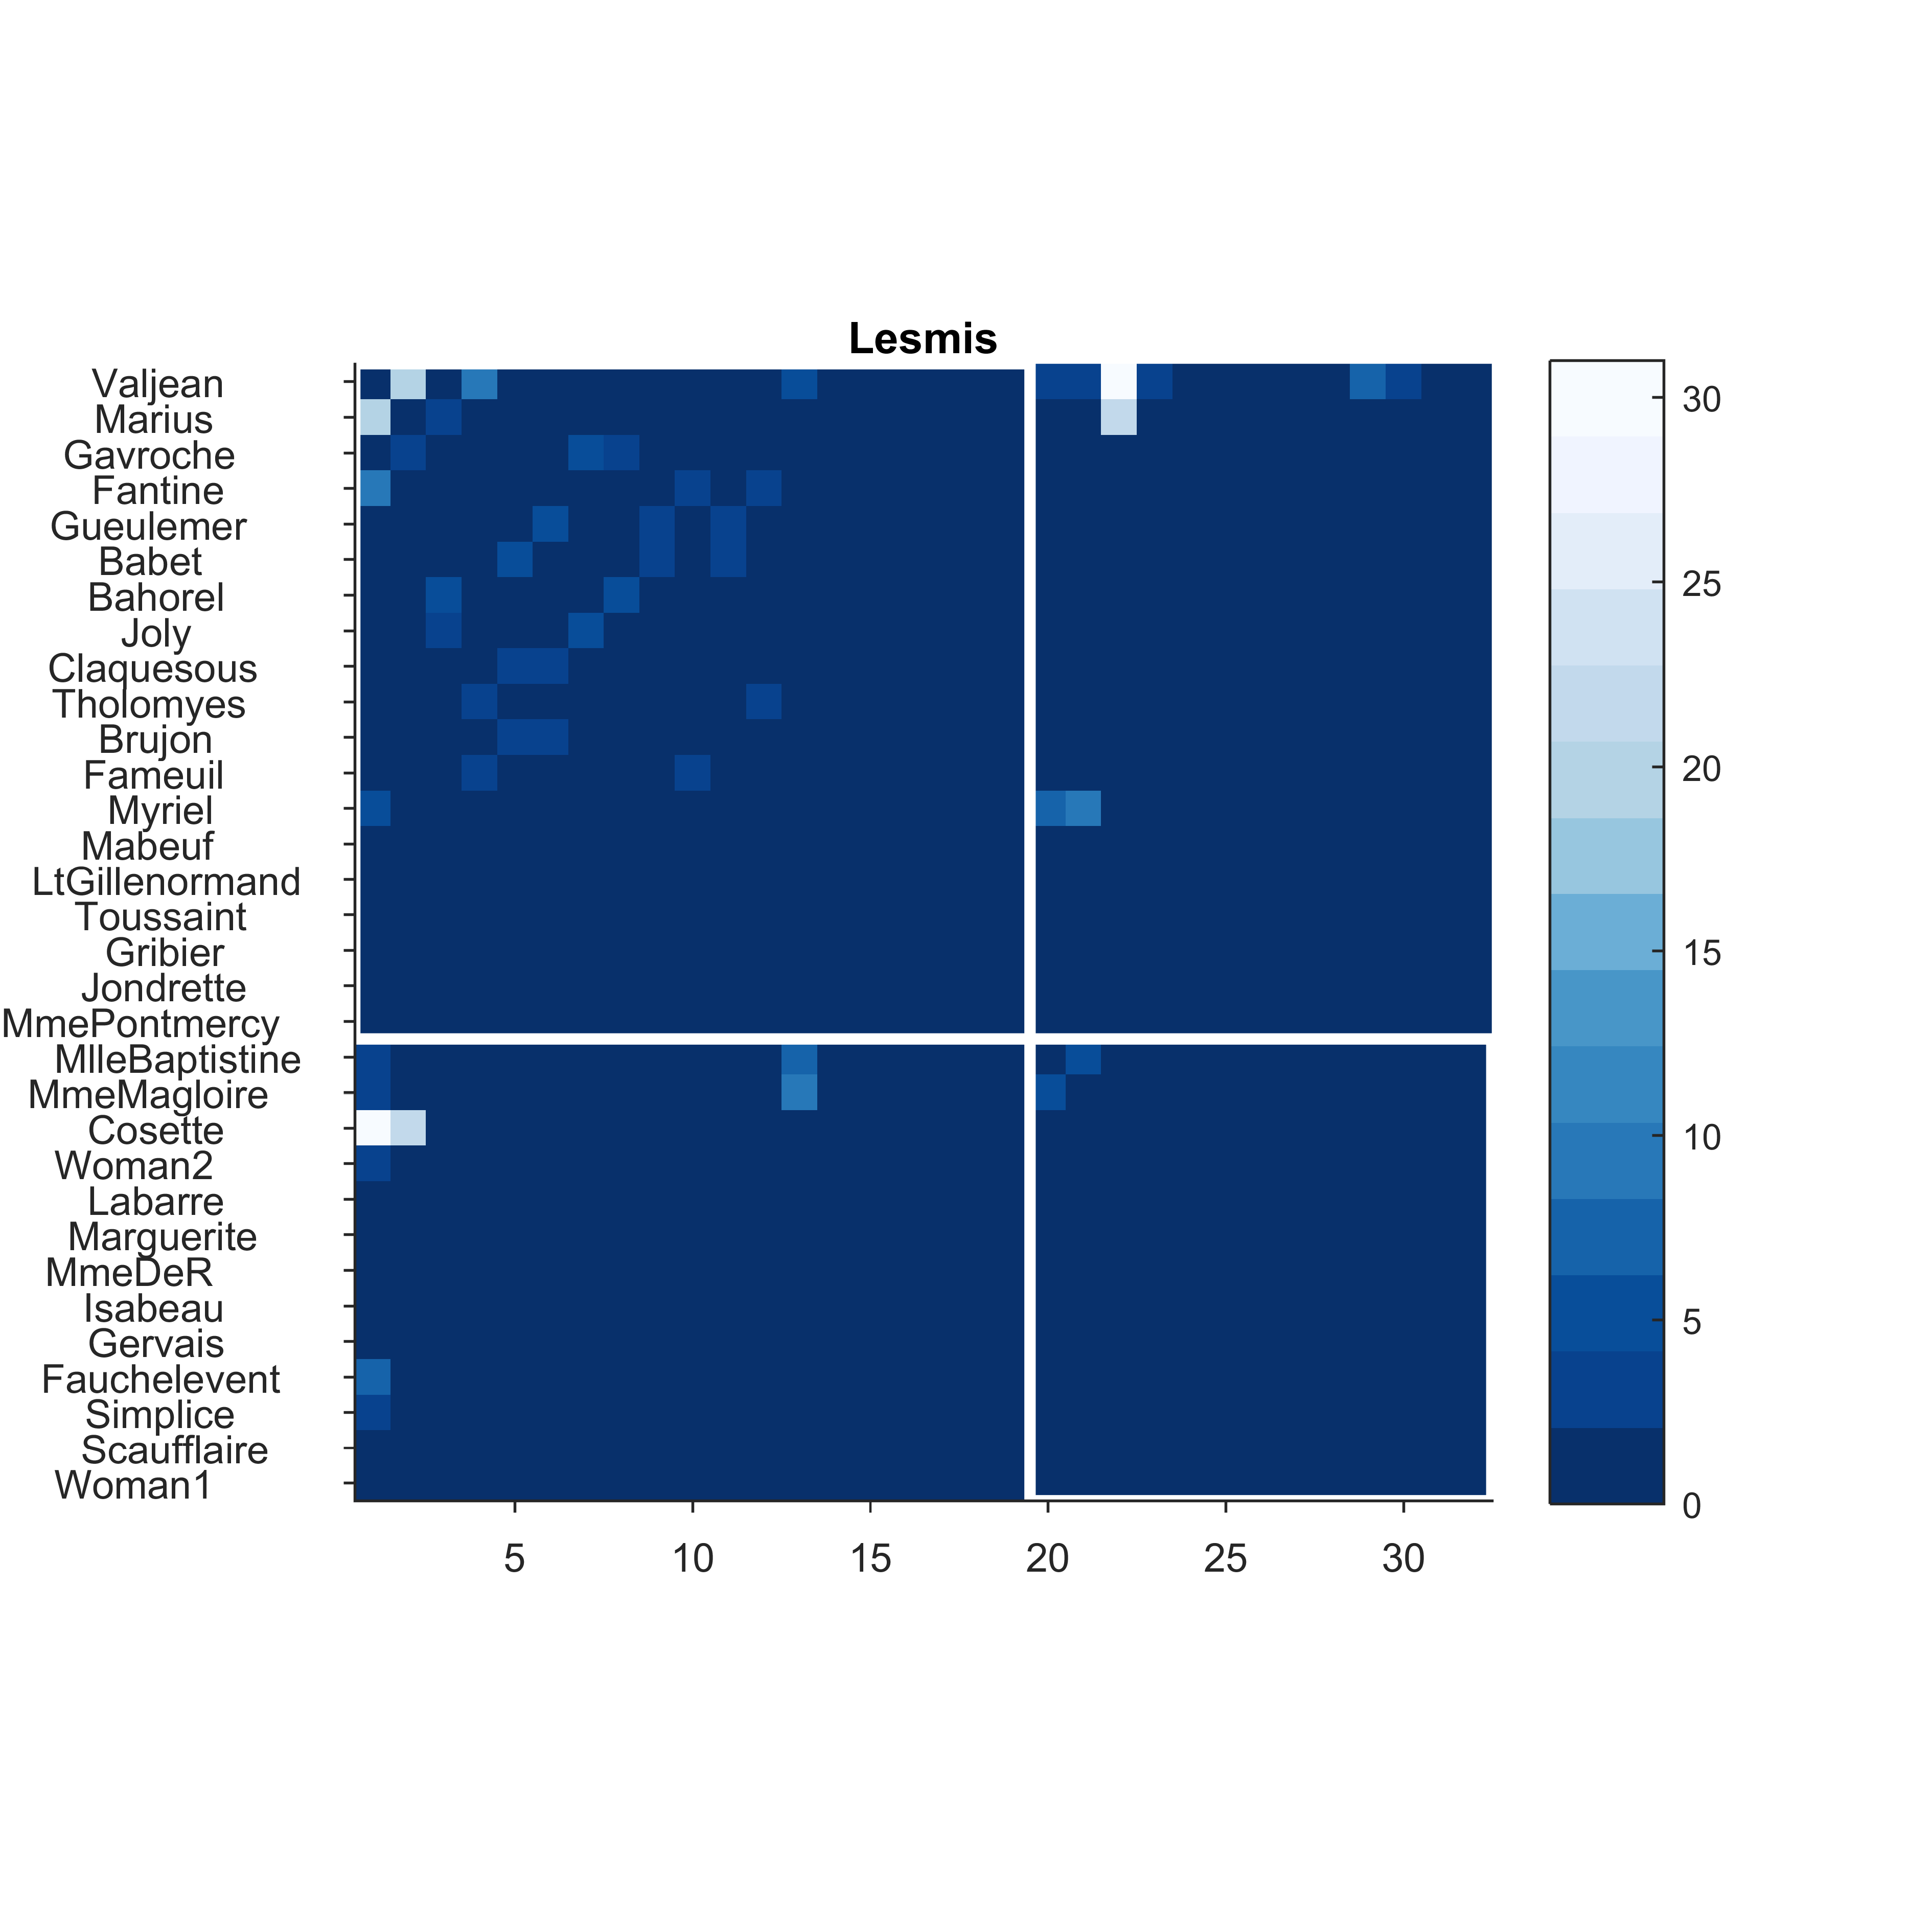 Lesmis
Valjean
Marius
Gavroche
Fantine
Gueulemer
Babet
Bahorel
Joly
Claquesous
Tholomyes
Brujon
Fameuil
Myriel
Mabeuf
LtGillenormand
Toussaint
Gribier
Jondrette
MmePontmercy
MlleBaptistine
MmeMagloire
Cosette
Woman2
Labarre
Marguerite
MmeDeR
Isabeau
Gervais
Fauchelevent
Simplice
Scaufflaire
Woman1
5 10 15 20 25 30
30
25
20
15
10
5
0